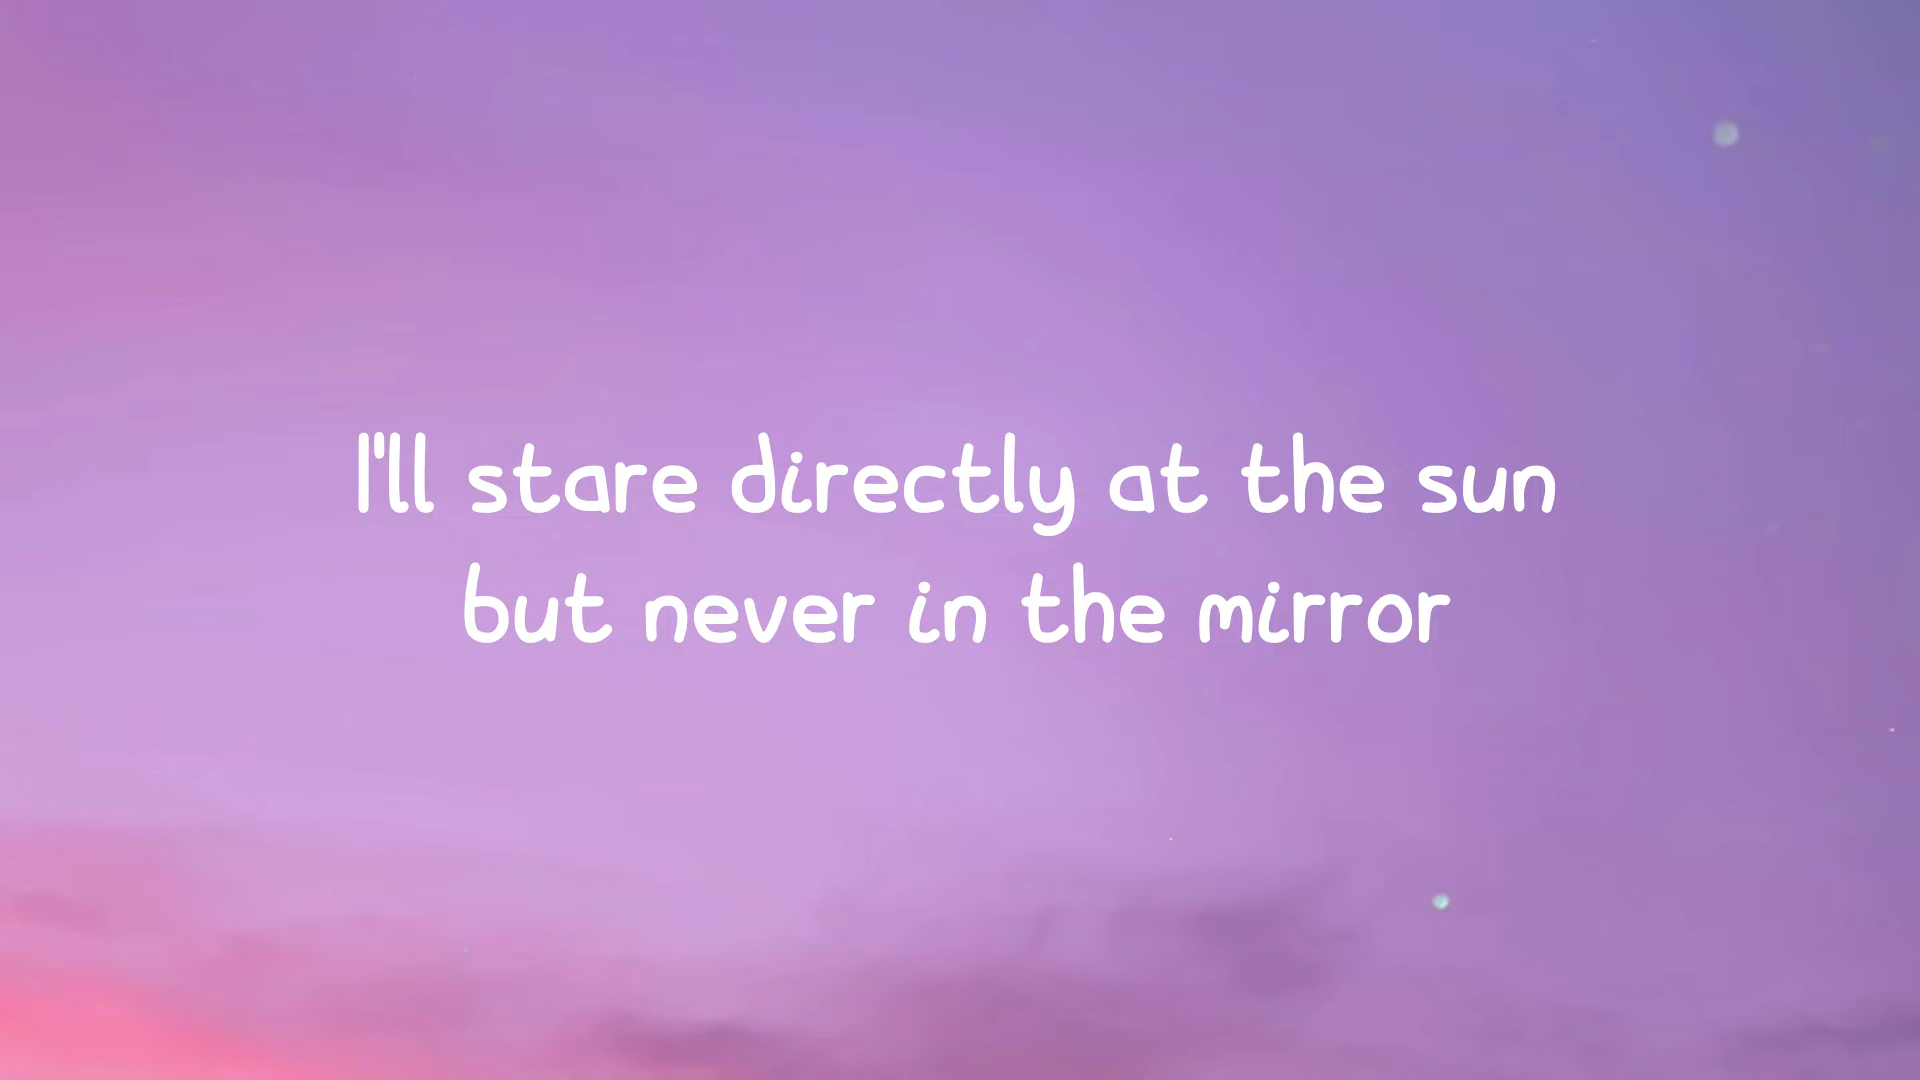 I'll stare directly at the sun
but never in the mirror